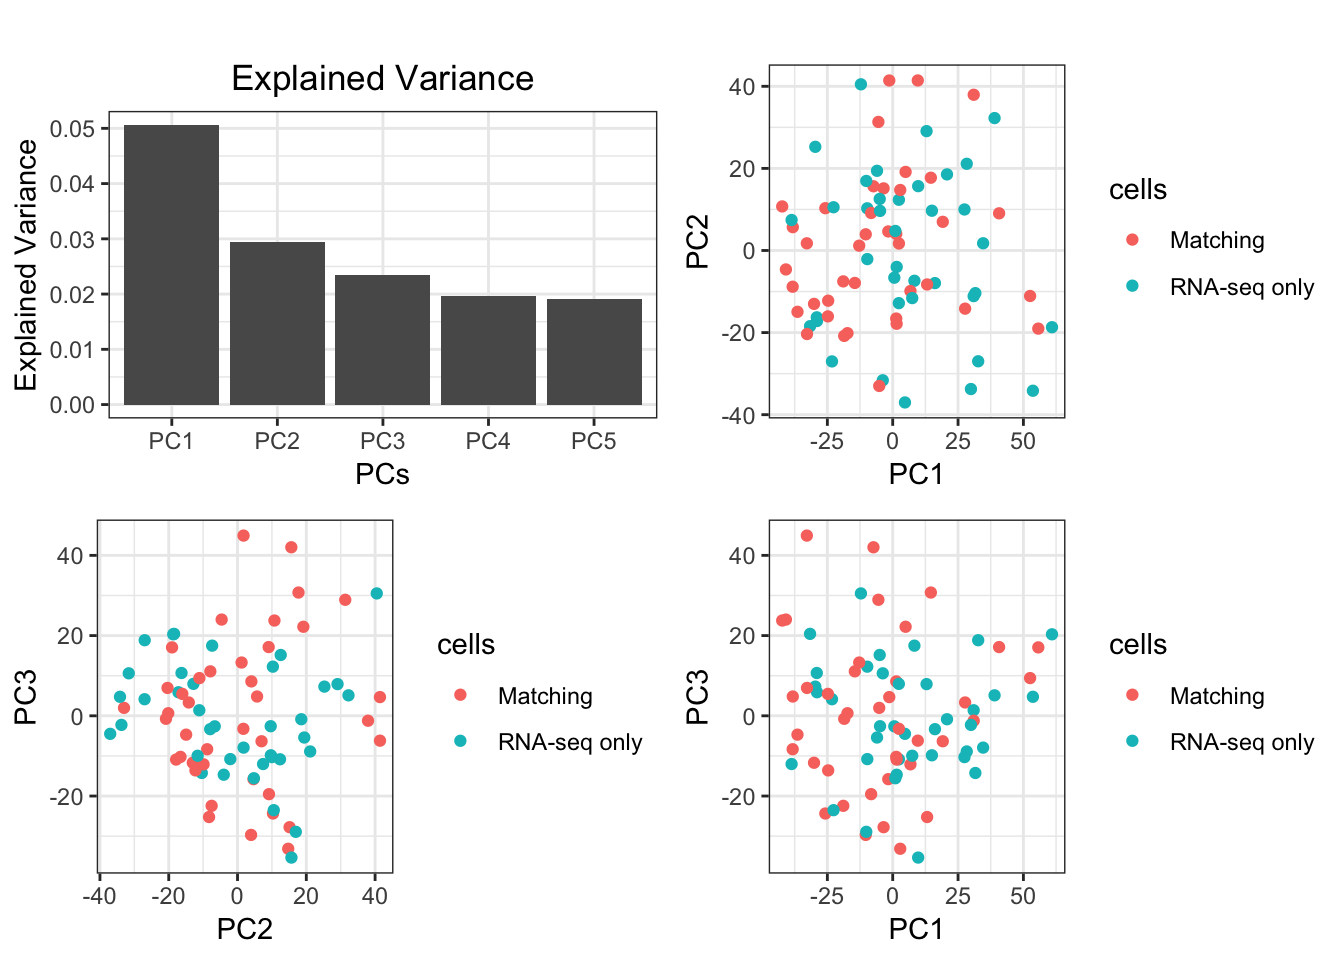 Explained Variance
Explained Variance
0.05
0.04
0.03
0.02
0.01
0.00
PC1 PC2 PC3 PC4 PC5
PCs
PC2
40
20
0
-20
-40
-25 0 25 50
PC1
cells
Matching
RNA-seq only
PC3
40
20
0
-20
-40 -20 0 20 40
PC2
cells
Matching
RNA-seq only
PC3
40
20
0
-20
-25 0 25 50
PC1
cells
Matching
RNA-seq only